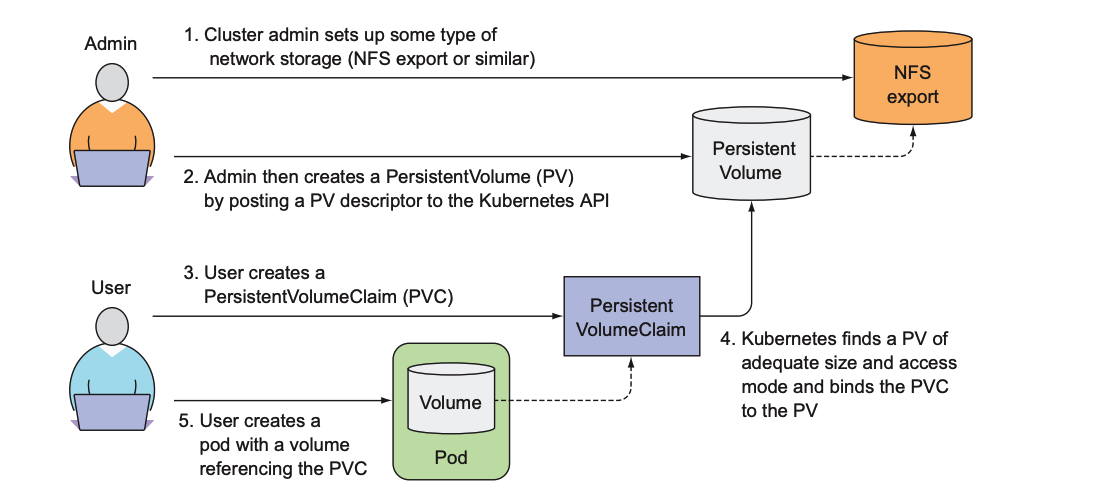 Admin
1. Cluster admin sets up some type of
network storage (NFS export or similar)
NFS
export
Persistent
Volume
2. Admin then creates a PersistentVolume (PV)
by posting a PV descriptor to the Kubernetes API
User
3. User creates a
PersistentVolumeClaim (PVC)
Persistent
VolumeClaim
4. Kubernetes finds a PV of
adequate size and access
mode and binds the PVC
to the PV
Volume
Pod
5. User creates a
pod with a volume
referencing the PVC